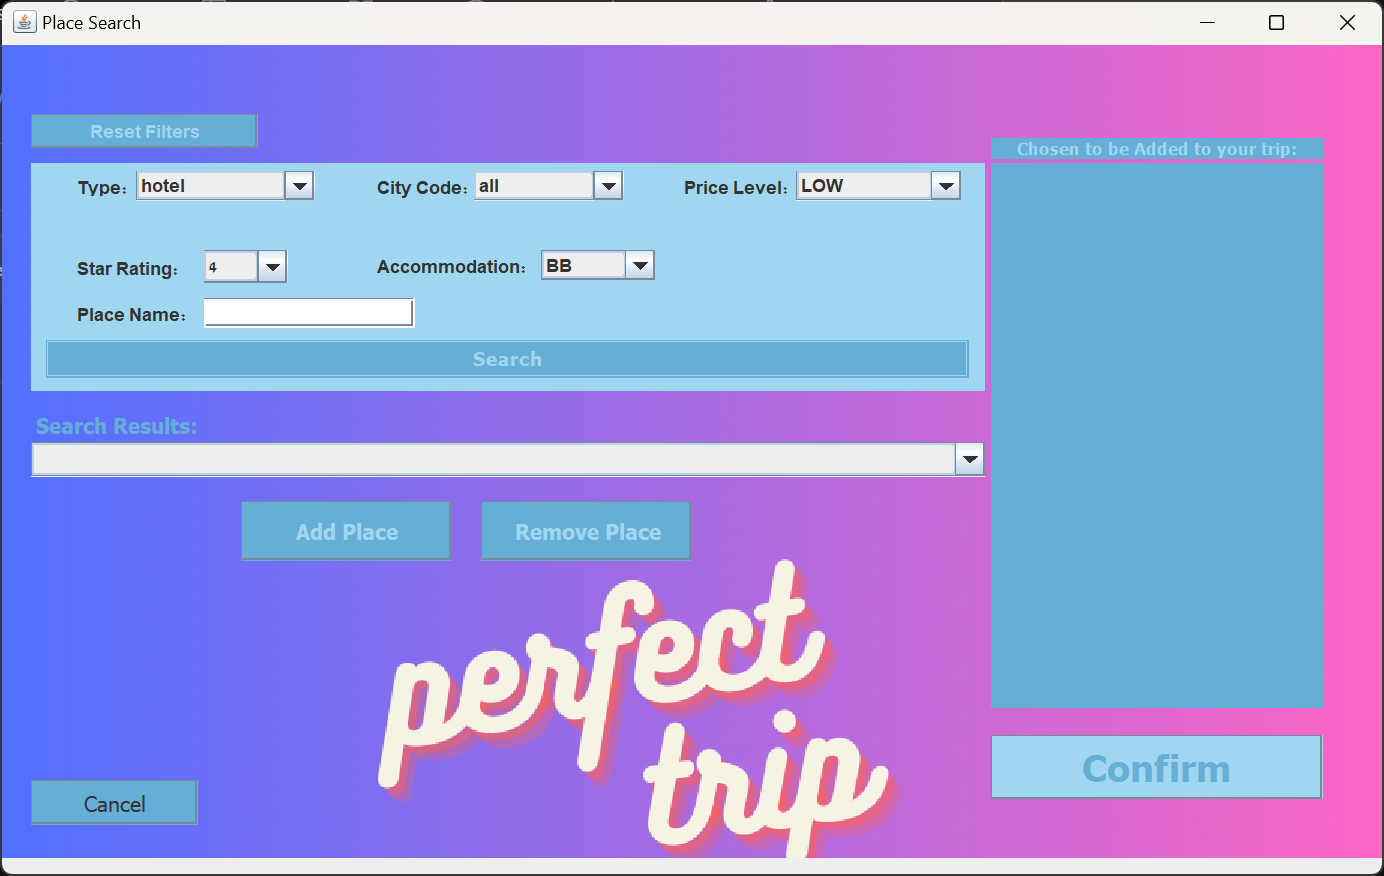 Place Search
Reset Filters
Chosen to be Added to your trip:
Type: hotel City Code: all Price Level: LOW
Star Rating: 4 Accommodation: BB
Place Name:
Search
Search Results:
Add Place Remove Place
perfect
trip
Confirm
Cancel